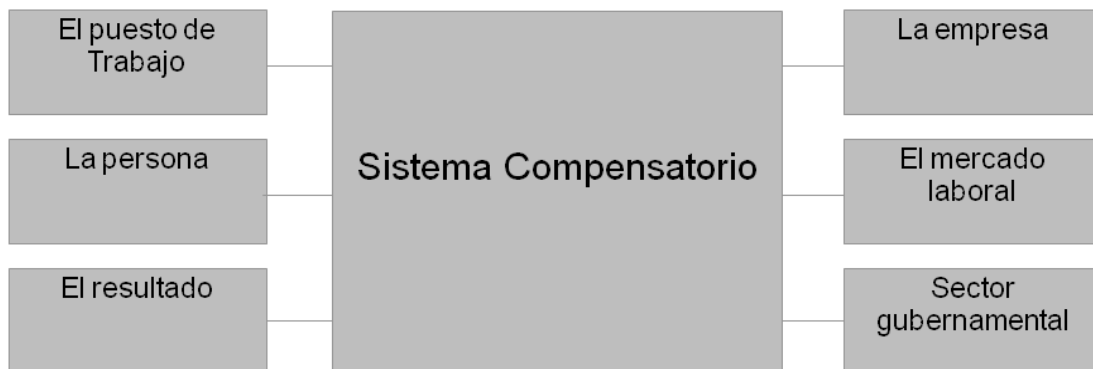 El puesto de
Trabajo
La persona
El resultado
Sistema Compensatorio
La empresa
El mercado
laboral
Sector
gubernamental